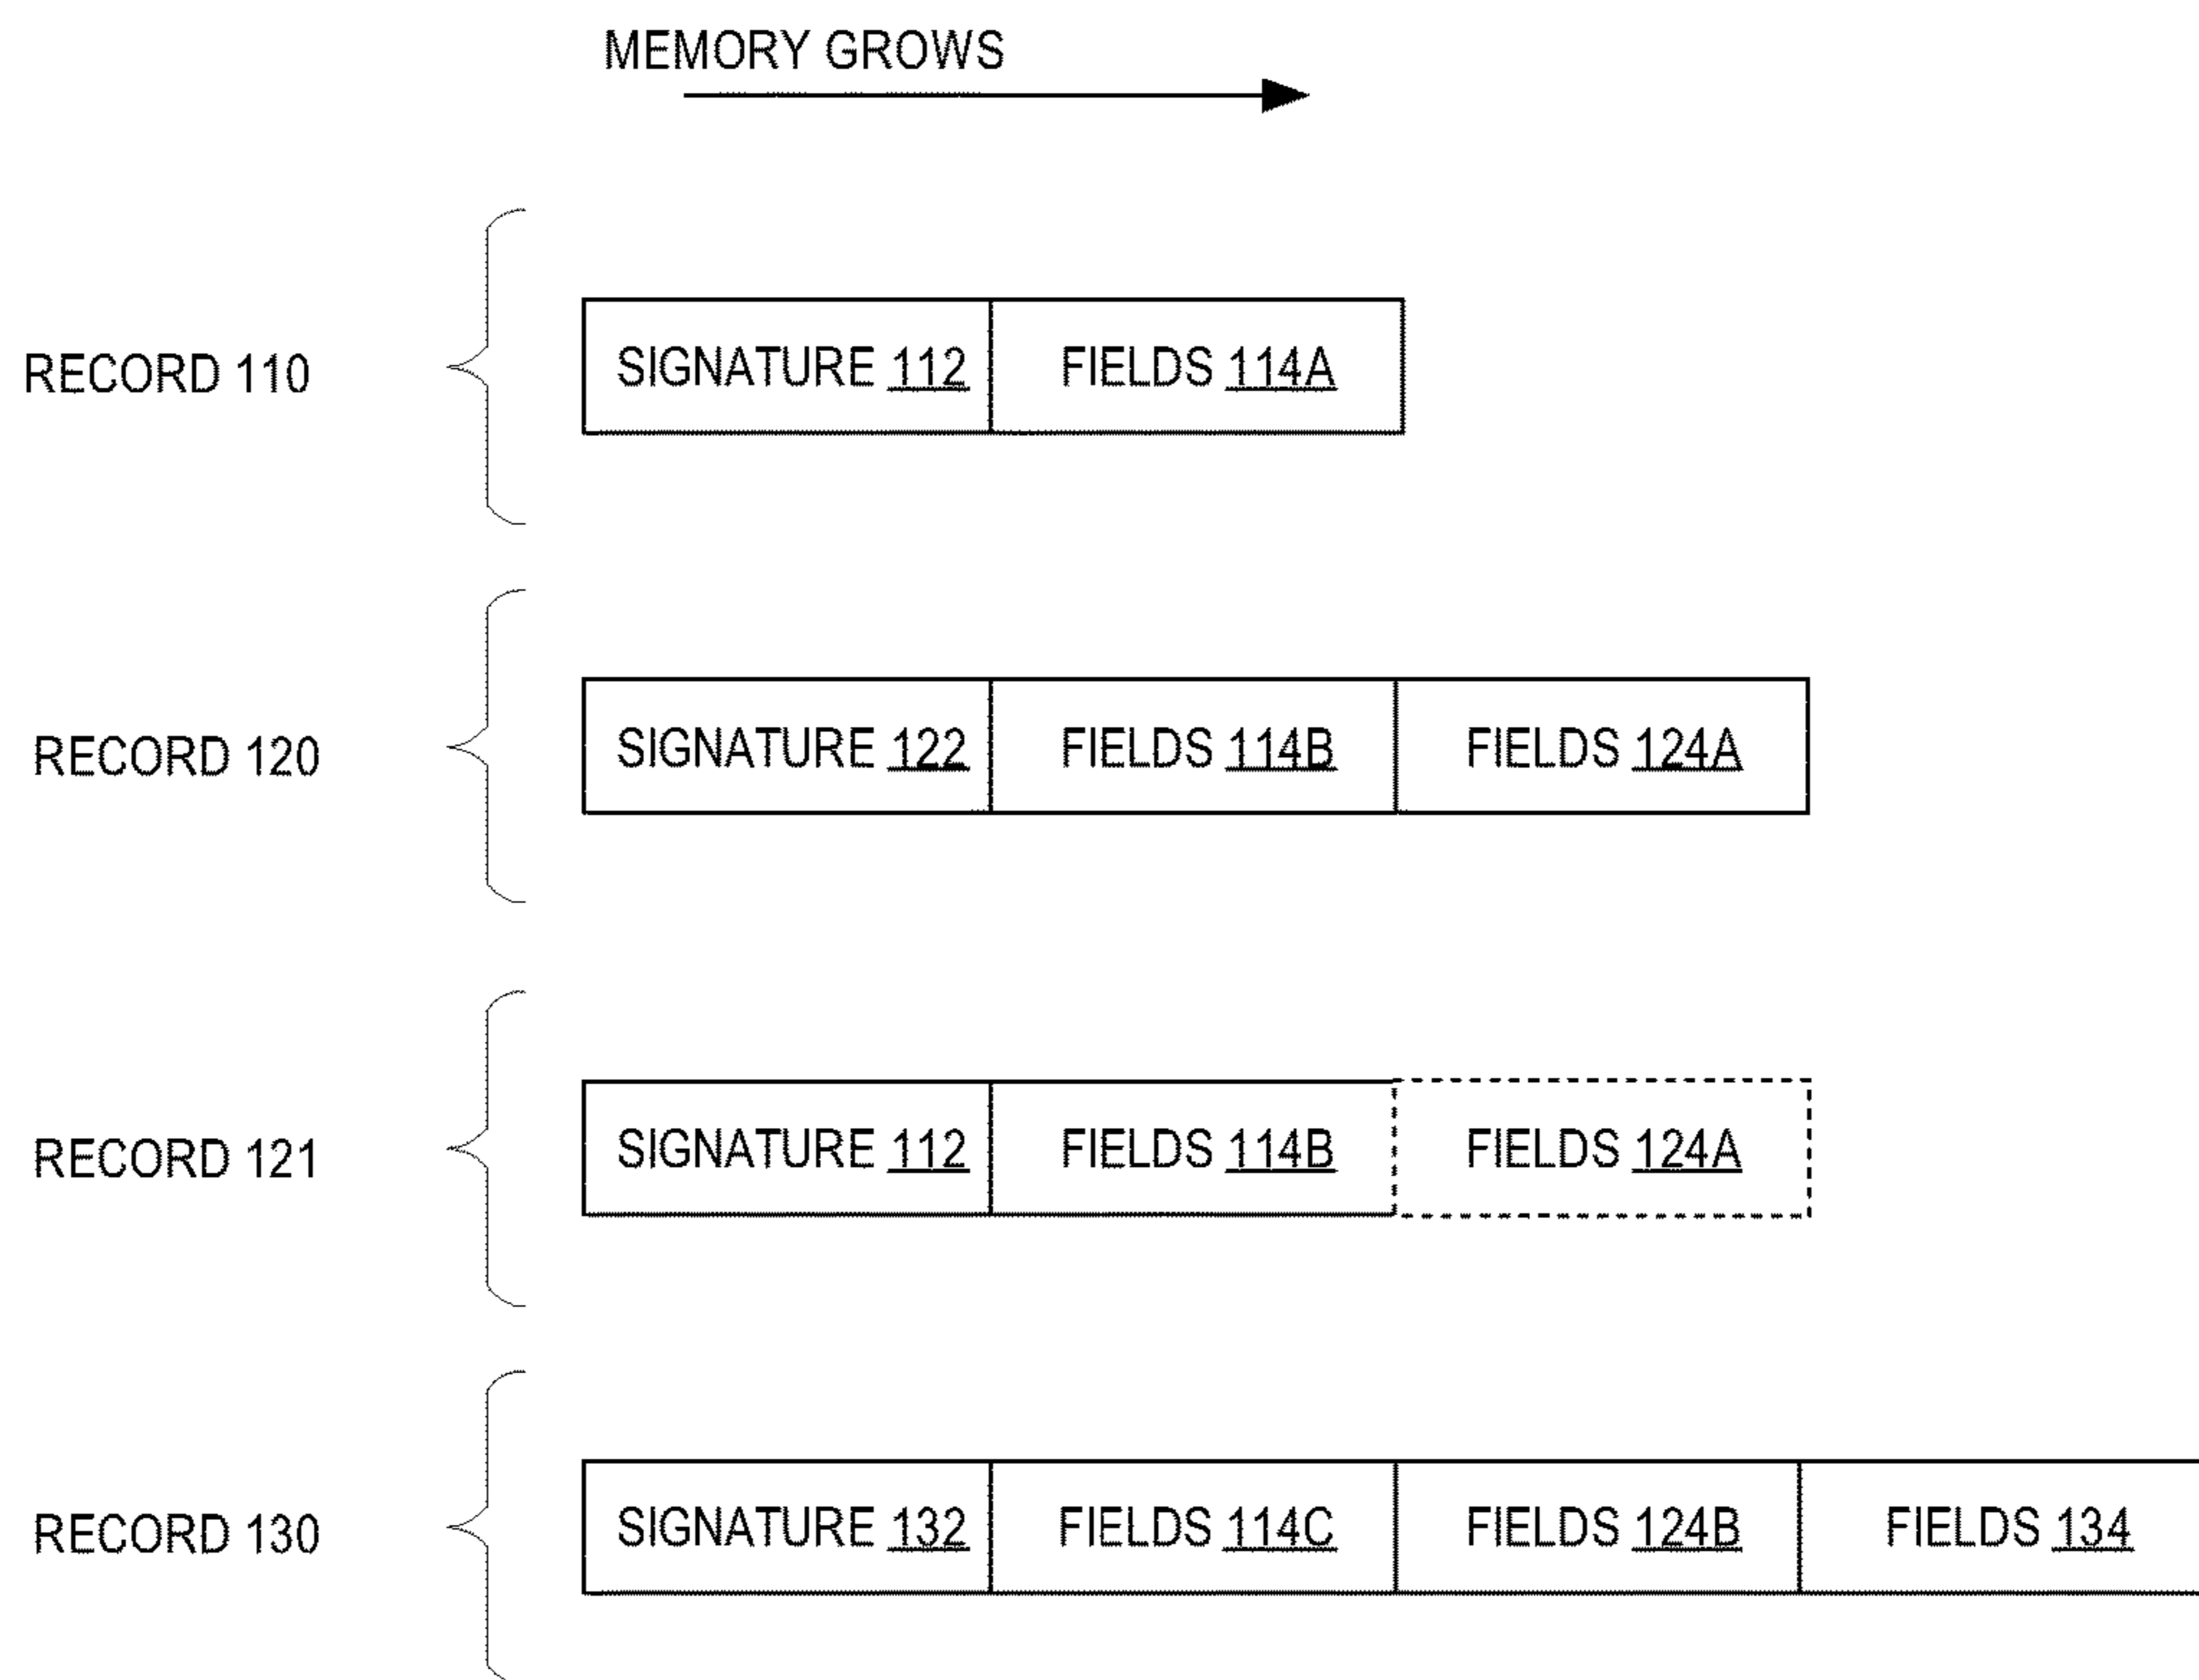 MEMORY GROWS
RECORD 110 SIGNATURE 112 FIELDS 114A
RECORD 120 SIGNATURE 122 FIELDS 114B FIELDS 124A
RECORD 121 SIGNATURE 112 FIELDS 114B FIELDS 124A
RECORD 130 SIGNATURE 132 FIELDS 114C FIELDS 124B FIELDS 134